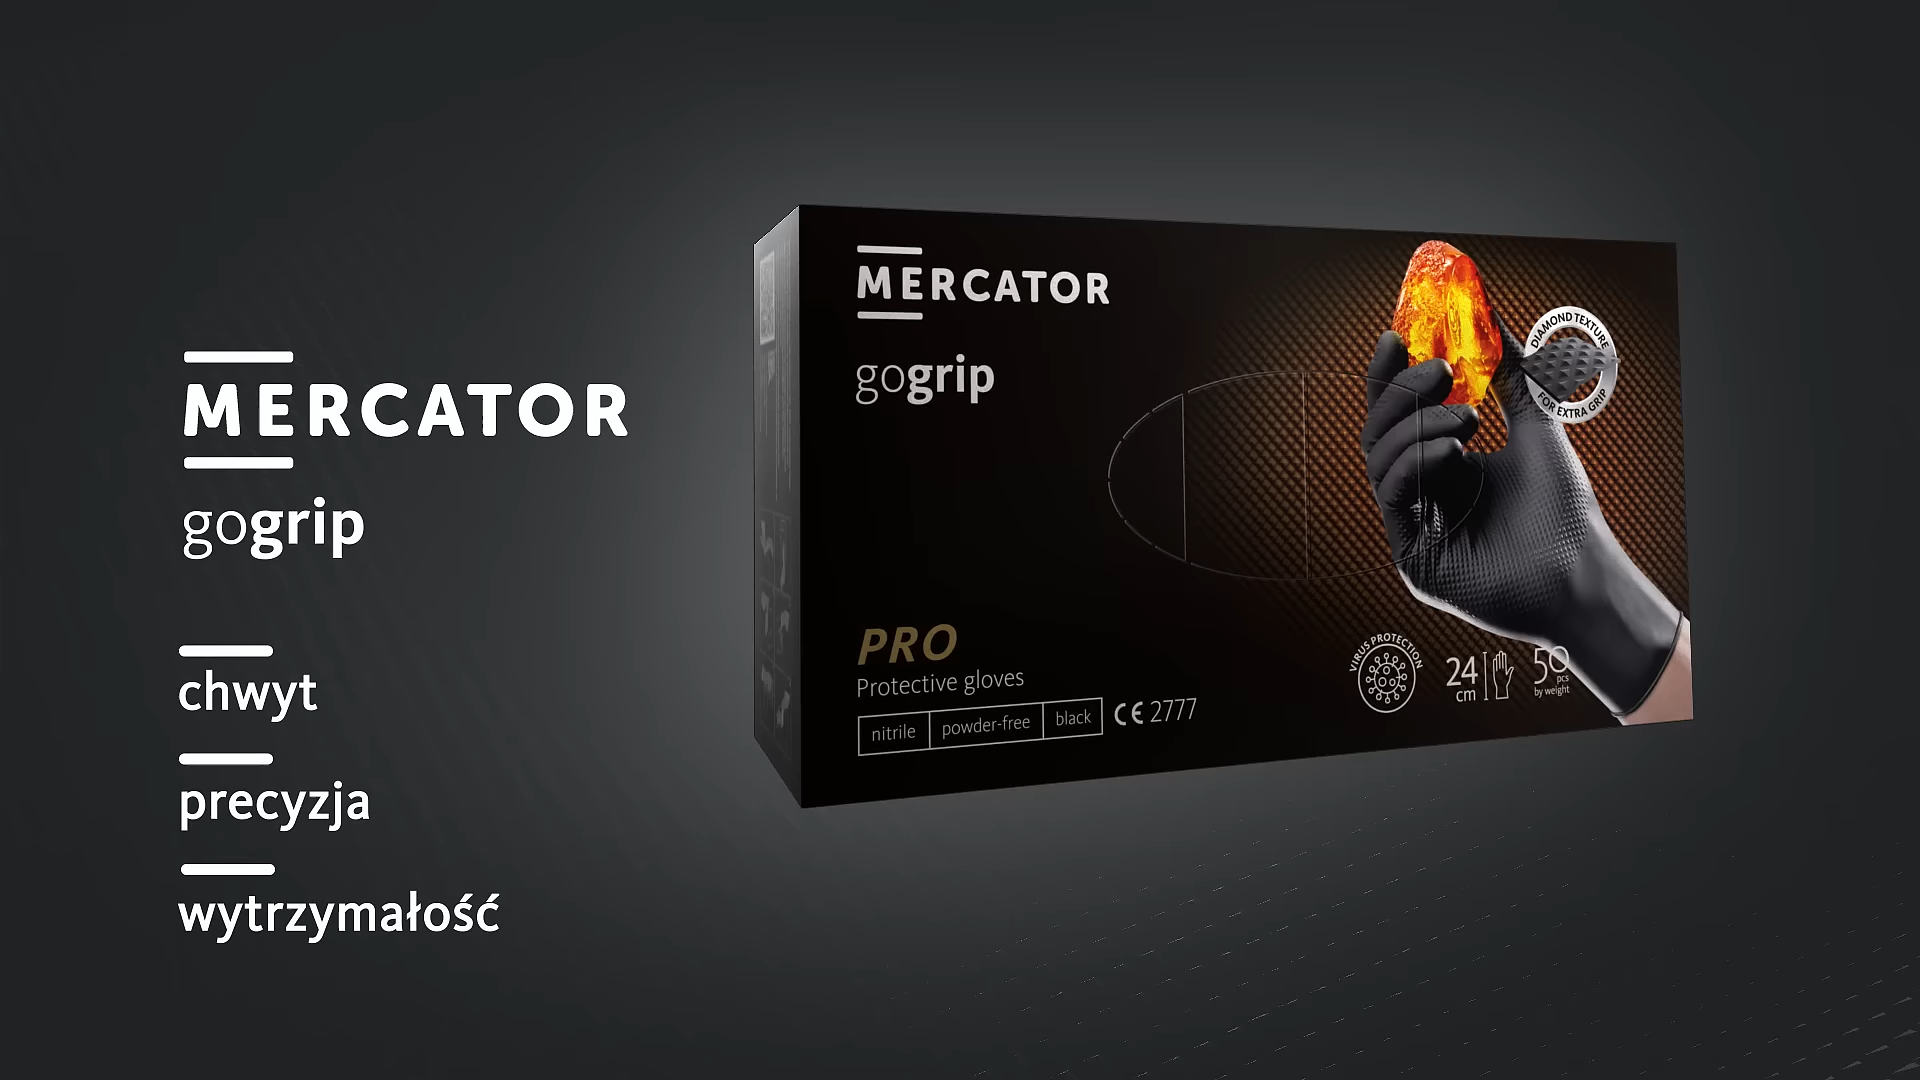 MERCATOR
gogrip
chwyt
precyzja
wytrzymałość
MERCATOR
gogrip
DIAMOND TEXTURE
FOR EXTRA GRIP
PRO
Protective gloves
nitrile powder-free black CE 2777
VIRUS PROTECTION
24 cm
50 pcs by weight